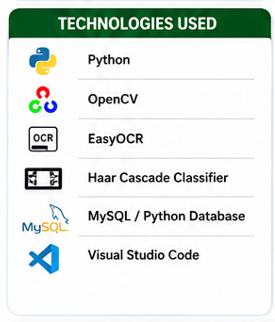 TECHNOLOGIES USED
Python
OpenCV
OCR
EasyOCR
Haar Cascade Classifier
MySQL
MySQL / Python Database
Visual Studio Code